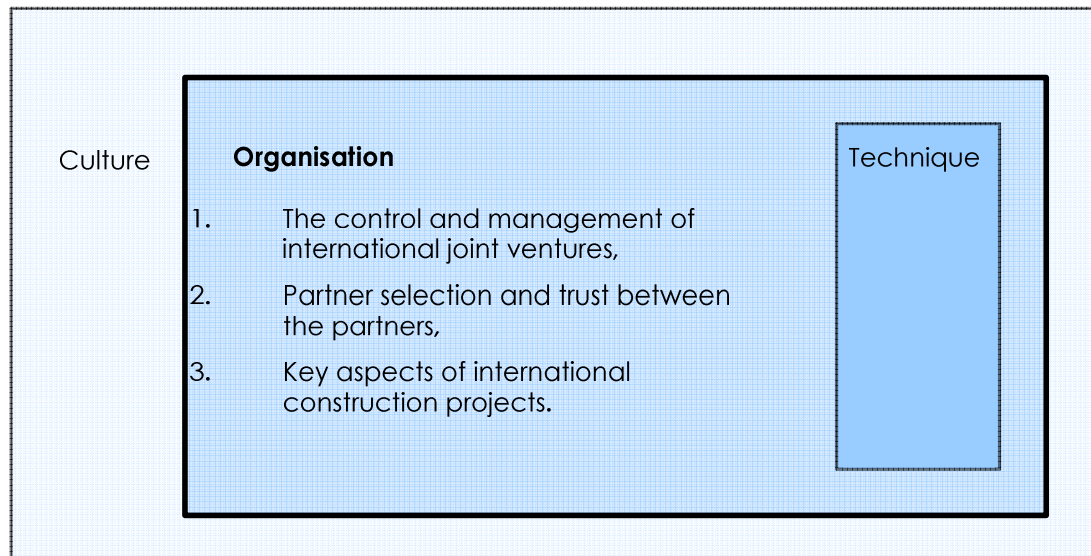 Culture
Organisation
Technique
1. The control and management of
international joint ventures,
2. Partner selection and trust between
the partners,
3. Key aspects of international
construction projects.